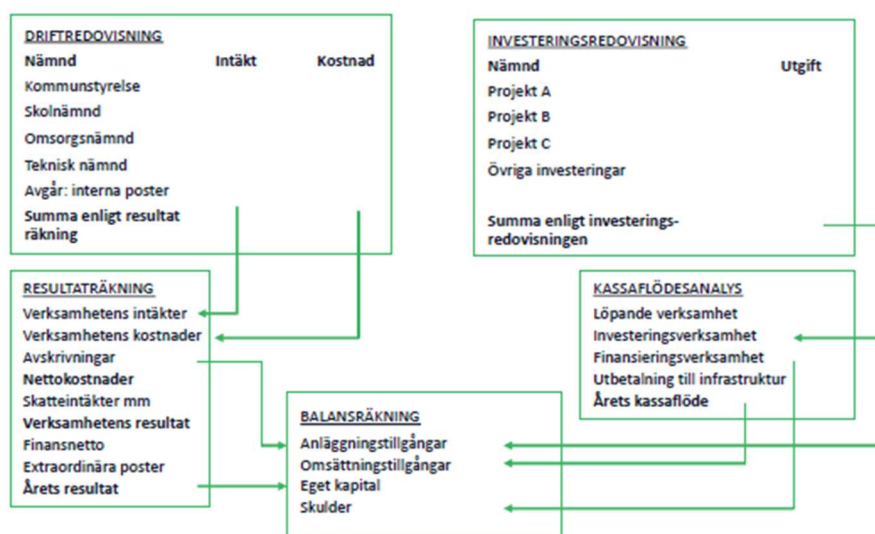 DRIFTREDOVISNING
Nämnd Intäkt Kostnad
Kommunstyrelse
Skolnämnd
Omsorgsnämnd
Teknisk nämnd
Avgår: interna poster
Summa enligt resultat
räkning
INVESTERINGSREDOVISNING
Nämnd Utgift
Projekt A
Projekt B
Projekt C
Övriga investeringar
Summa enligt investerings-
redovisningen
RESULTATRÄKNING
Verksamhetens intäkter
Verksamhetens kostnader
Avskrivningar
Nettokostnader
Skatteintäkter mm
Verksamhetens resultat
Finansnetto
Extraordinära poster
Årets resultat
KASSAFLÖDESANALYS
Löpande verksamhet
Investeringsverksamhet
Finansieringsverksamhet
Utbetalning till infrastruktur
Årets kassaflöde
BALANSRÄKNING
Anläggningstillgångar
Omsättningstillgångar
Eget kapital
Skulder